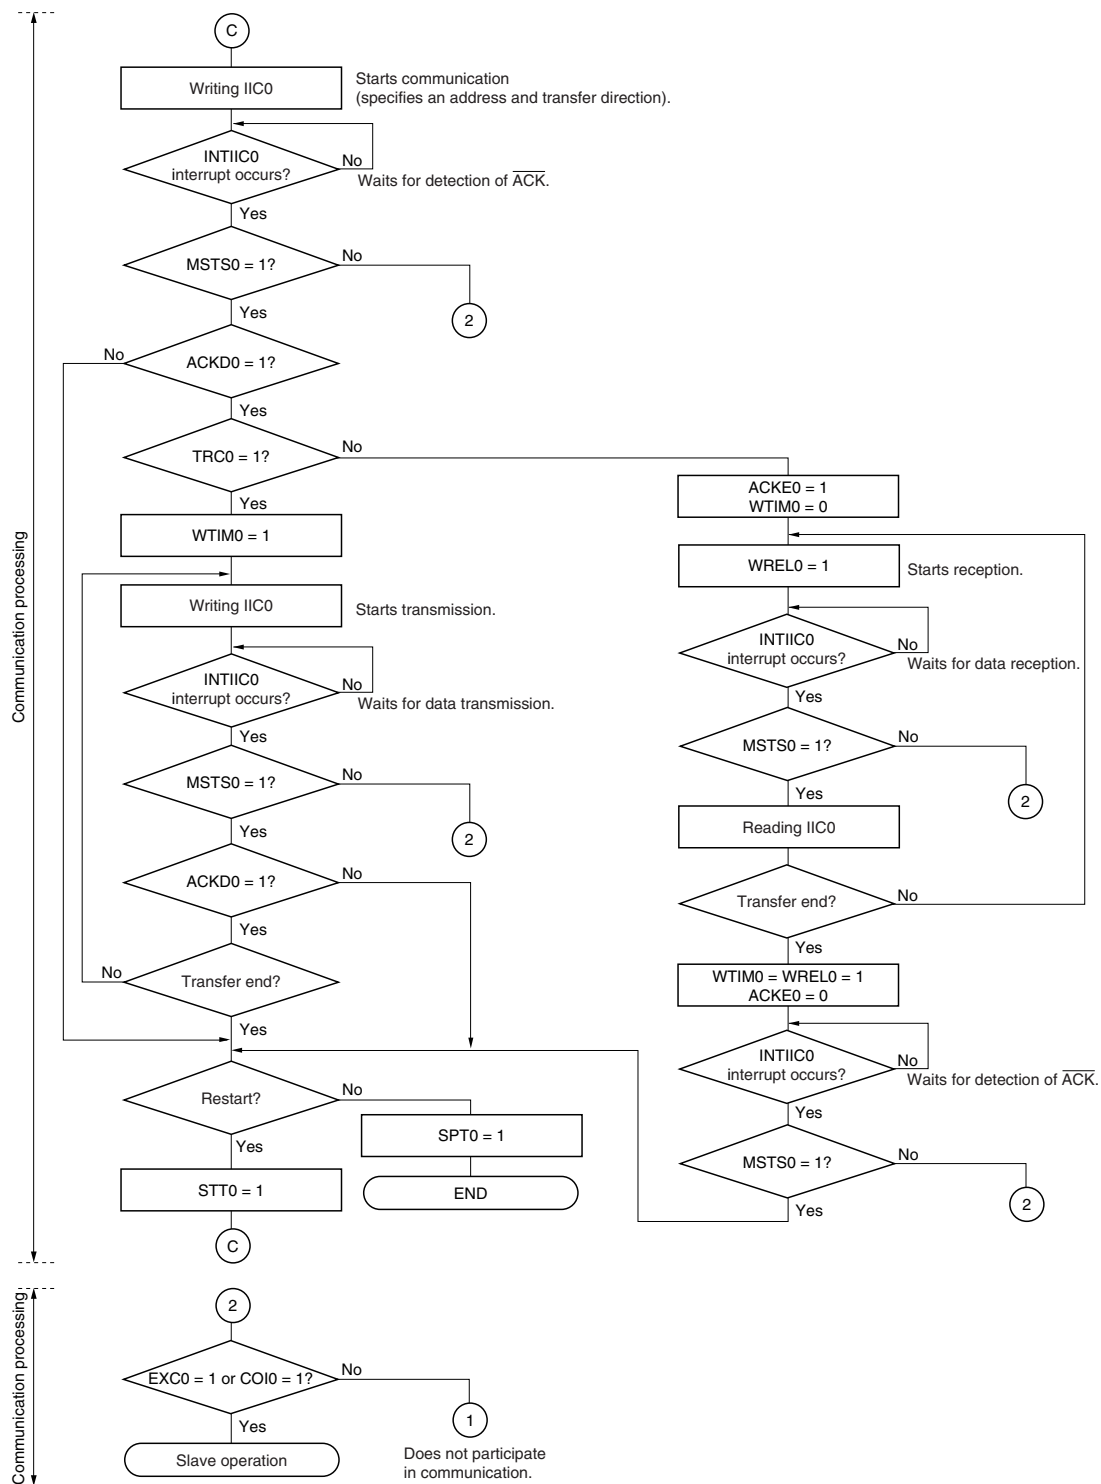 C
Writing IIC0
Starts communication
(specifies an address and transfer direction).
INTIIC0
interrupt occurs?
No
Waits for detection of ACK.
Yes
MSTS0 = 1?
No
2
Yes
ACKD0 = 1?
No
Yes
TRC0 = 1?
No
Yes
WTIM0 = 1
Writing IIC0
Starts transmission.
INTIIC0
interrupt occurs?
No
Waits for data transmission.
Yes
MSTS0 = 1?
No
2
Yes
ACKD0 = 1?
No
Yes
Transfer end?
No
Yes
Restart?
No
Yes
SPT0 = 1
END
STT0 = 1
C
ACKE0 = 1
WTIM0 = 0
WREL0 = 1
Starts reception.
INTIIC0
interrupt occurs?
No
Waits for data reception.
Yes
MSTS0 = 1?
No
2
Yes
Reading IIC0
Transfer end?
No
Yes
WTIM0 = WREL0 = 1
ACKE0 = 0
INTIIC0
interrupt occurs?
No
Waits for detection of ACK.
Yes
MSTS0 = 1?
No
2
Yes
Communication processing
2
EXC0 = 1 or COI0 = 1?
No
1
Does not participate
in communication.
Yes
Slave operation
Communication processing